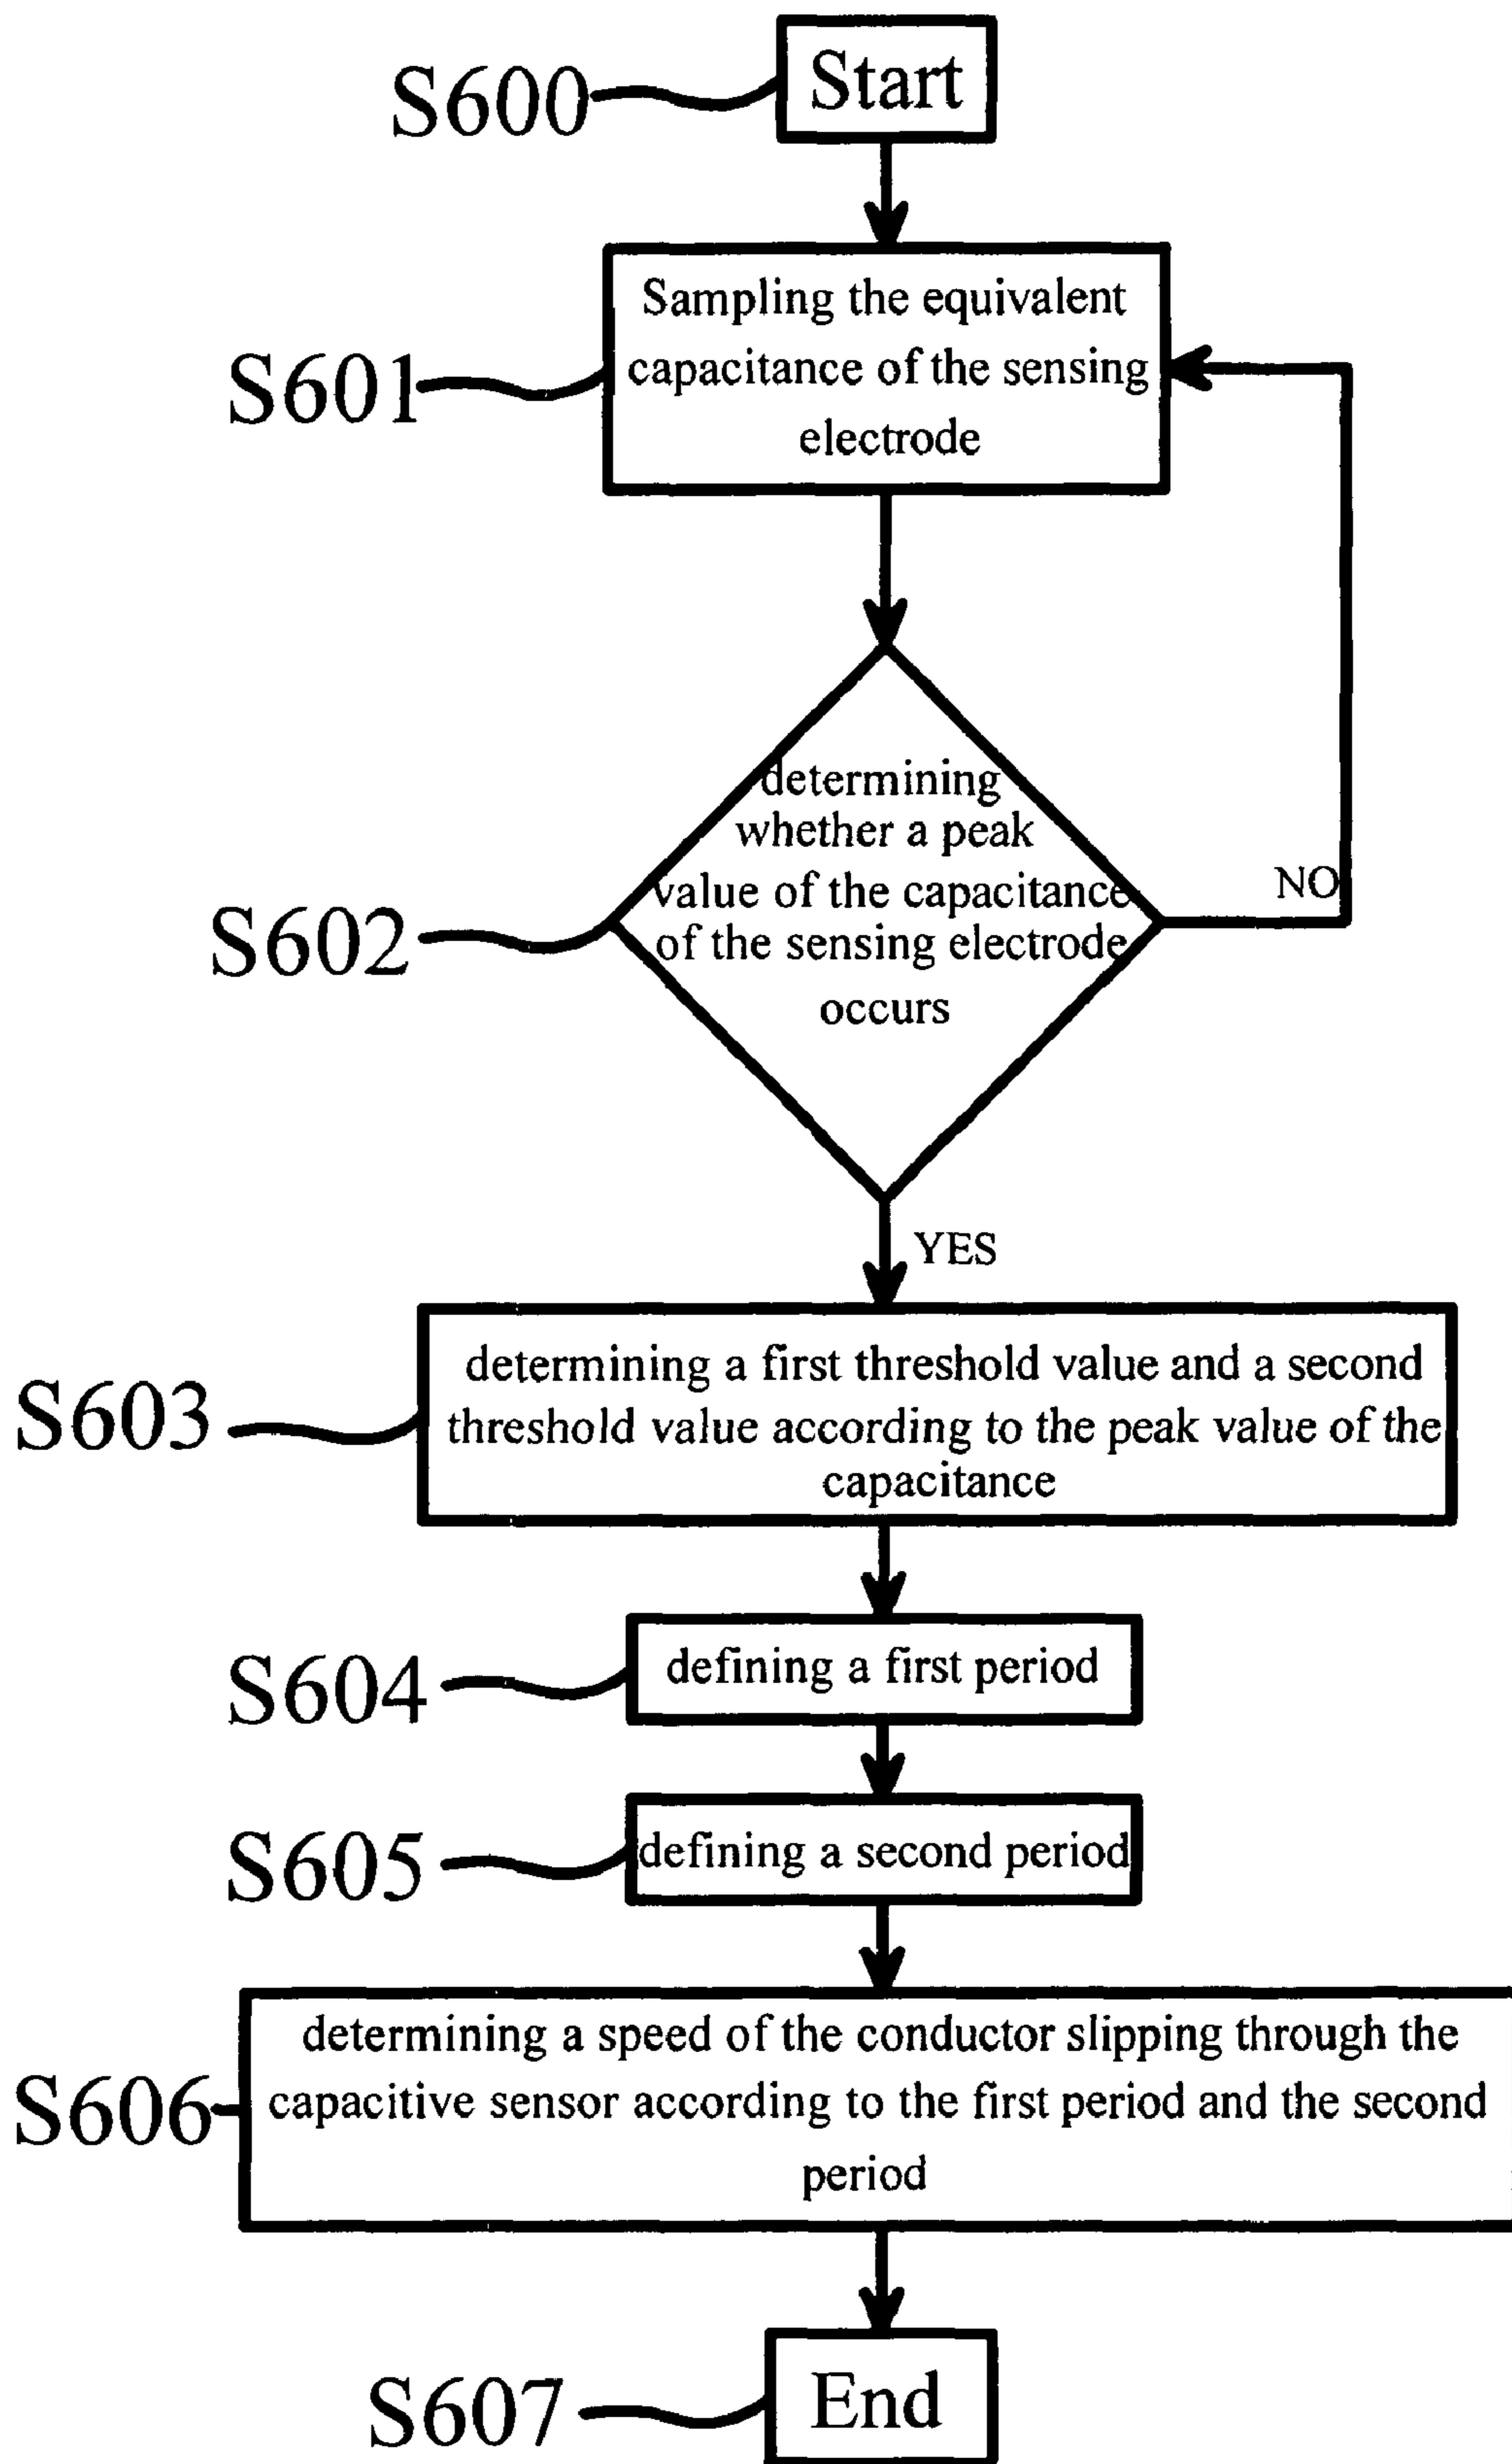 S600
Start
S601
Sampling the equivalent
capacitance of the sensing
electrode
S602
determining
whether a peak
value of the capacitance
of the sensing electrode
occurs
NO
YES
S603
determining a first threshold value and a second
threshold value according to the peak value of the
capacitance
S604
defining a first period
S605
defining a second period
S606
determining a speed of the conductor slipping through the
capacitive sensor according to the first period and the second
period
S607
End